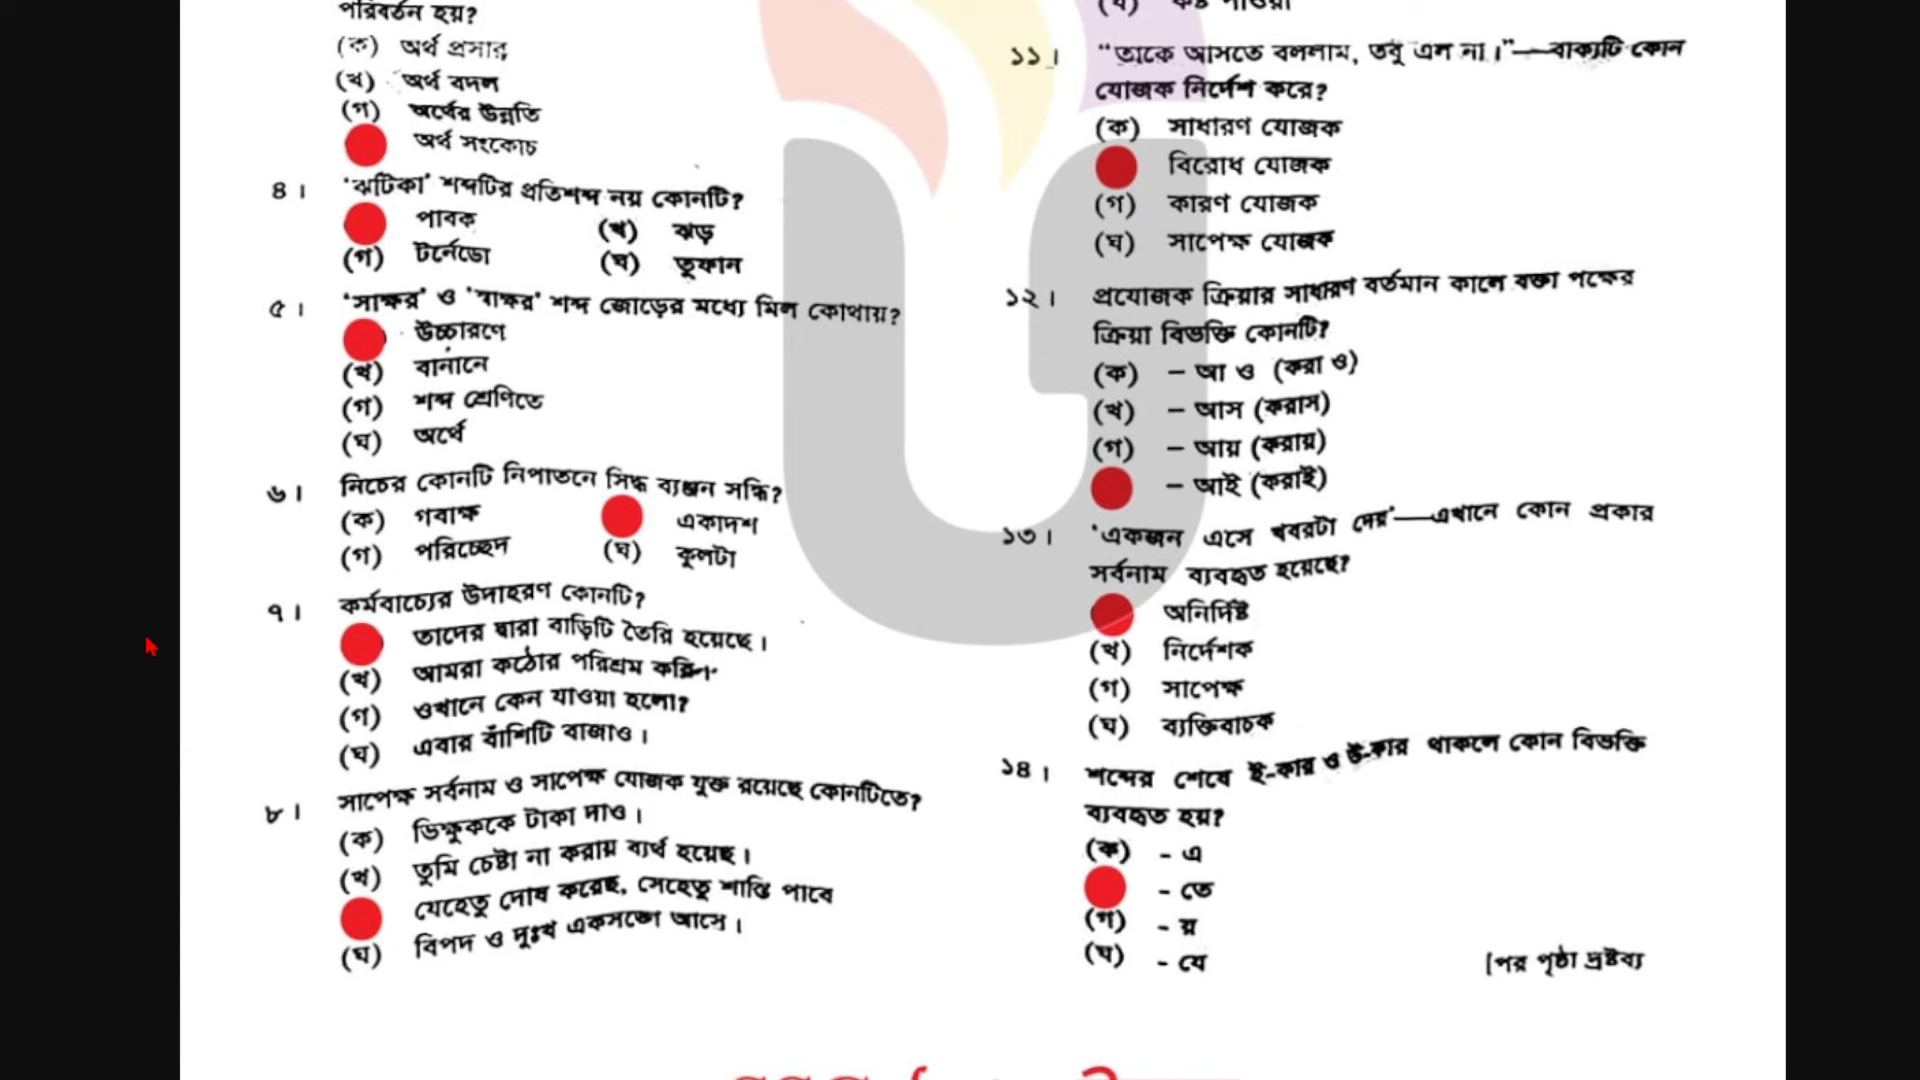 পরিবর্তন হয়?
(ক) অর্থ প্রসার
(খ) অর্থ বদল
(গ) অর্থের উন্নতি
অর্থ সংকোচ
৪। 'ঝটিকা' শব্দটির প্রতিশব্দ নয় কোনটি?
পাবক (খ) ঝড়
(গ) টর্নেডো (ঘ) তুফান
৫। 'সাক্ষর' ও 'স্বাক্ষর' শব্দ জোড়ের মধ্যে মিল কোথায়?
উচ্চারণে
(খ) বানানে
(গ) শব্দ শ্রেণিতে
(ঘ) অর্থে
৬। নিচের কোনটি নিপাতনে সিদ্ধ ব্যঞ্জন সন্ধি?
(ক) গবাক্ষ একাদশ
(গ) পরিচ্ছেদ (ঘ) কুলটা
৭। কর্মবাচ্যের উদাহরণ কোনটি?
তাদের দ্বারা বাড়িটি তৈরি হয়েছে।
(খ) আমরা কঠোর পরিশ্রম করি।
(গ) ওখানে কেন যাওয়া হলো?
(ঘ) এবার বাঁশিটি বাজাও।
৮। সাপেক্ষ সর্বনাম ও সাপেক্ষ যোজক যুক্ত রয়েছে কোনটিতে?
(ক) ভিক্ষুককে টাকা দাও।
(খ) তুমি চেষ্টা না করায় ব্যর্থ হয়েছ।
যেহেতু দোষ করেছ, সেহেতু শাস্তি পাবে
(ঘ) বিপদ ও দুঃখ একসঙ্গে আসে।
(ঘ) কষ্ট পাওয়া
১১। "তাকে আসতে বললাম, তবু এল না।"—বাক্যটি কোন
যোজক নির্দেশ করে?
(ক) সাধারণ যোজক
বিরোধ যোজক
(গ) কারণ যোজক
(ঘ) সাপেক্ষ যোজক
১২। প্রযোজক ক্রিয়ার সাধারণ বর্তমান কালে বক্তা পক্ষের
ক্রিয়া বিভক্তি কোনটি?
(ক) – আ ও (করা ও)
(খ) – আস (করাস)
(গ) – আয় (করায়)
– আই (করাই)
১৩। 'একজন এসে খবরটা দেয়'—এখানে কোন প্রকার
সর্বনাম ব্যবহৃত হয়েছে?
অনির্দিষ্ট
(খ) নির্দেশক
(গ) সাপেক্ষ
(ঘ) ব্যক্তিবাচক
১৪। শব্দের শেষে ই-কার ও উ-কার থাকলে কোন বিভক্তি
ব্যবহৃত হয়?
(ক) - এ
- তে
(গ) - য়
(ঘ) - যে
[পর পৃষ্ঠা দ্রষ্টব্য